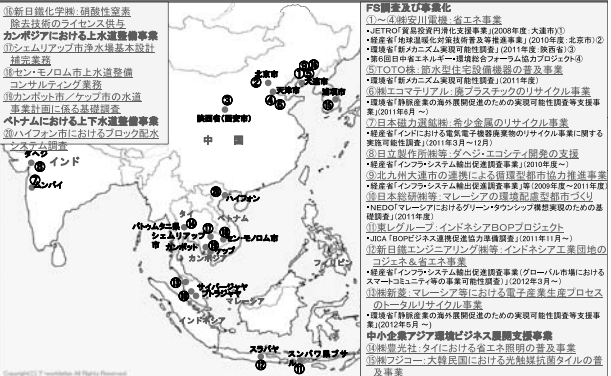 ⑯新日鐵化学㈱:硝酸性窒素
除去技術のライセンス供与
カンボジアにおける上水道整備事業
⑰シェムリアップ市浄水場基本設計
補完業務
⑱セン・モノロム市上水道整備
コンサルティング業務
⑲カンポット市/ケップ市の水道
事業計画に係る基礎調査
ベトナムにおける上下水道整備事業
⑳ハイフォン市におけるブロック配水
システム調査
FS調査及び事業化
①~④㈱安川電機:省エネ事業
•JETRO「貿易投資円滑化支援事業」(2008年度:大連市)①
•経産省「地球温暖化対策技術普及等推進事業」(2010年度:北京市)②
•環境省「新メカニズム実現可能調査」(2011年度:陝西省)③
•第6回日中省エネルギー・環境総合フォーラム協力プロジェクト④
⑤TOTO㈱:節水型住宅設備機器の普及事業
•環境省「新メカニズム実現可能調査」(2011年度)
⑥㈱エコマテリアル:廃プラスチックのリサイクル事業
•環境省「静脈産業の海外展開促進のための実現可能調査等支援事業」
(2011年6月 ~)
⑦日本磁力選鉱㈱:希少金属のリサイクル事業
•経産省「インドにおける電気電子機器廃棄物のリサイクル事業に関する
実施可能性調査」(2011年3月~12月)
⑧日立製作所㈱等:ダヘジ・エコシティ開発の支援
•経産省「インフラ・システム輸出促進調査事業」(2010年度~)
⑨北九州大連市の連携による循環型都市協力推進事業
•経産省「インフラ・システム輸出促進調査事業」等(2009年度~2011年度)
⑩日本総研㈱等:マレーシアの環境配慮型都市づくり
•NEDO「マレーシアにおけるグリーン・タウンシップ構想実現のための基
礎調査」(2011年度)
⑪東レグループ:インドネシアBOPプロジェクト
•JICA「BOPビジネス連携促進協力準備調査」(2011年11月~)
⑫新日鉄エンジニアリング㈱等:インドネシア工業団地の
コジェネ&省エネ事業
•経産省「インフラ・システム輸出促進調査事業(グローバル市場における
スマートコミュニティ等の事業可能性調査)」(2012年3月~)
⑬㈱新菱:マレーシア等における電子産業生産プロセス
のトータルリサイクル事業
•環境省「静脈産業の海外展開促進のための実現可能調査等支援事業」
(2012年5月 ~)
中小企業アジア環境ビジネス展開支援事業
⑭㈱豊光社:タイにおける省エネ照明の普及事業
⑮㈱フジコー:大韓民国における光触媒抗菌タイルの普
及事業
北京市
大連市
天津市
陝西省(西安市)
中 国
ダヘジ
インド
ムンバイ
ハイフォン
タイ
ベトナム
パトゥムタニ県
シェムリアップ
市
セン・モノロム市
カンポット
ケップ
カンボジア
フィリピン
サイバージャヤ
プトラジャヤ
マレーシア
インドネシア
スラバヤ
スンバワ県